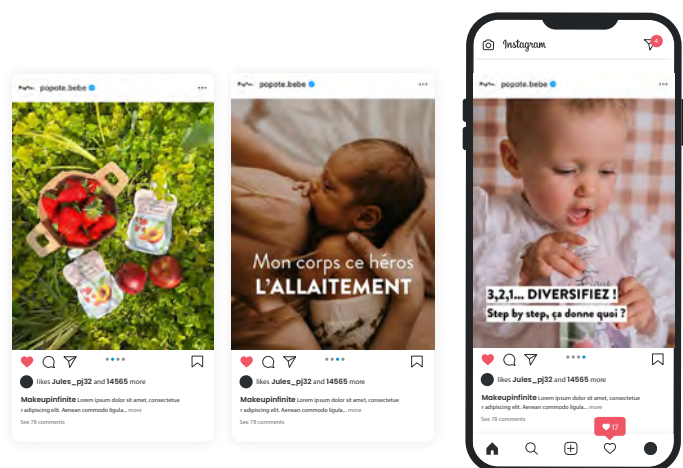 Instagram
4
popote.bebe
likes Jules_pj32 and 14565 more
Makeupinfinite Lorem ipsum dolor sit amet, consectetue
r adipiscing elit. Aenean commodo ligula... more
See 78 comments
popote.bebe
Mon corps ce héros
L'ALLAITEMENT
likes Jules_pj32 and 14565 more
Makeupinfinite Lorem ipsum dolor sit amet, consectetue
r adipiscing elit. Aenean commodo ligula... more
See 78 comments
popote.bebe
3,2,1... DIVERSIFIEZ !
Step by step, ça donne quoi ?
likes Jules_pj32 and 14565 more
Makeupinfinite Lorem ipsum dolor sit amet, consectetue
r adipiscing elit. Aenean commodo ligula... more
See 78 comments
17